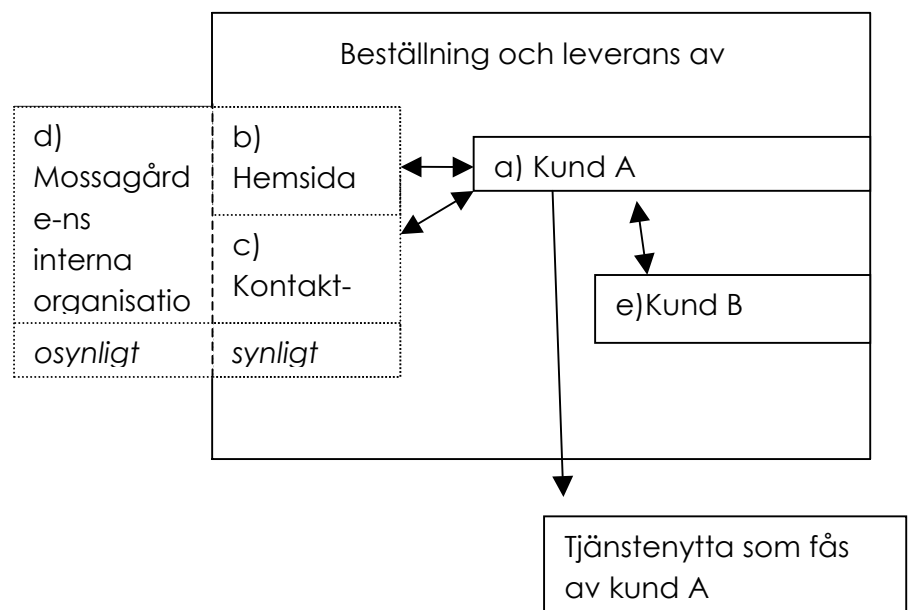 Beställning och leverans av
d)
Mossagård
e-ns
interna
organisatio
osynligt
b)
Hemsida
c)
Kontakt-
synligt
a) Kund A
e)Kund B
Tjänstenytta som fås
av kund A